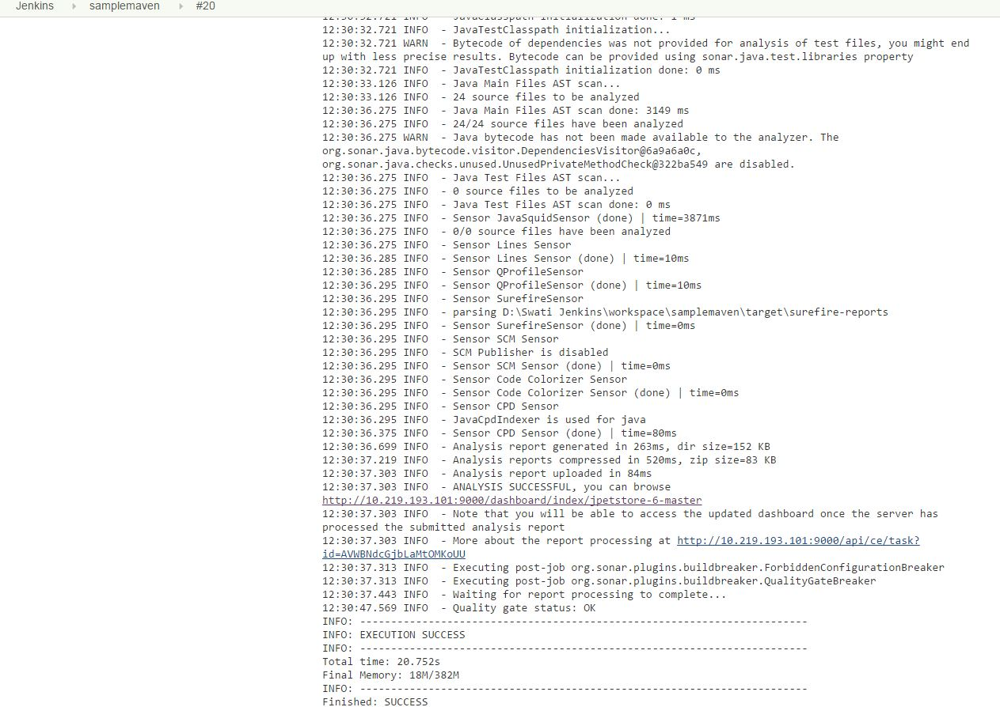 Jenkins samplemaven #20
12:30:32.721 INFO  - JavaClasspath initialization done: 1 ms
12:30:32.721 INFO  - JavaTestClasspath initialization...
12:30:32.721 WARN  - Bytecode of dependencies was not provided for analysis of test files, you might end
up with less precise results. Bytecode can be provided using sonar.java.test.libraries property
12:30:32.721 INFO  - JavaTestClasspath initialization done: 0 ms
12:30:33.126 INFO  - Java Main Files AST scan...
12:30:33.126 INFO  - 24 source files to be analyzed
12:30:36.275 INFO  - Java Main Files AST scan done: 3149 ms
12:30:36.275 INFO  - 24/24 source files have been analyzed
12:30:36.275 WARN  - Java bytecode has not been made available to the analyzer. The
org.sonar.java.bytecode.visitor.DependenciesVisitor@6a9a6a0c,
org.sonar.java.checks.unused.UnusedPrivateMethodCheck@322ba549 are disabled.
12:30:36.275 INFO  - Java Test Files AST scan...
12:30:36.275 INFO  - 0 source files to be analyzed
12:30:36.275 INFO  - Java Test Files AST scan done: 0 ms
12:30:36.275 INFO  - Sensor JavaSquidSensor (done) | time=3871ms
12:30:36.275 INFO  - 0/0 source files have been analyzed
12:30:36.275 INFO  - Sensor Lines Sensor
12:30:36.285 INFO  - Sensor Lines Sensor (done) | time=10ms
12:30:36.285 INFO  - Sensor QProfileSensor
12:30:36.295 INFO  - Sensor QProfileSensor (done) | time=10ms
12:30:36.295 INFO  - Sensor SurefireSensor
12:30:36.295 INFO  - parsing D:\Swati Jenkins\workspace\samplemaven\target\surefire-reports
12:30:36.295 INFO  - Sensor SurefireSensor (done) | time=0ms
12:30:36.295 INFO  - Sensor SCM Sensor
12:30:36.295 INFO  - SCM Publisher is disabled
12:30:36.295 INFO  - Sensor SCM Sensor (done) | time=0ms
12:30:36.295 INFO  - Sensor Code Colorizer Sensor
12:30:36.295 INFO  - Sensor Code Colorizer Sensor (done) | time=0ms
12:30:36.295 INFO  - Sensor CPD Sensor
12:30:36.295 INFO  - JavaCpdIndexer is used for java
12:30:36.375 INFO  - Sensor CPD Sensor (done) | time=80ms
12:30:36.699 INFO  - Analysis report generated in 263ms, dir size=152 KB
12:30:37.219 INFO  - Analysis reports compressed in 520ms, zip size=83 KB
12:30:37.303 INFO  - Analysis report uploaded in 84ms
12:30:37.303 INFO  - ANALYSIS SUCCESSFUL, you can browse
http://10.219.193.101:9000/dashboard/index/jpetstore-6-master
12:30:37.303 INFO  - Note that you will be able to access the updated dashboard once the server has
processed the submitted analysis report
12:30:37.303 INFO  - More about the report processing at http://10.219.193.101:9000/api/ce/task?
id=AVWBNdcGjbLaMtOMKoUU
12:30:37.313 INFO  - Executing post-job org.sonar.plugins.buildbreaker.ForbiddenConfigurationBreaker
12:30:37.313 INFO  - Executing post-job org.sonar.plugins.buildbreaker.QualityGateBreaker
12:30:37.443 INFO  - Waiting for report processing to complete...
12:30:47.569 INFO  - Quality gate status: OK
INFO: ------------------------------------------------------------------------
INFO: EXECUTION SUCCESS
INFO: ------------------------------------------------------------------------
Total time: 20.752s
Final Memory: 18M/382M
INFO: ------------------------------------------------------------------------
Finished: SUCCESS